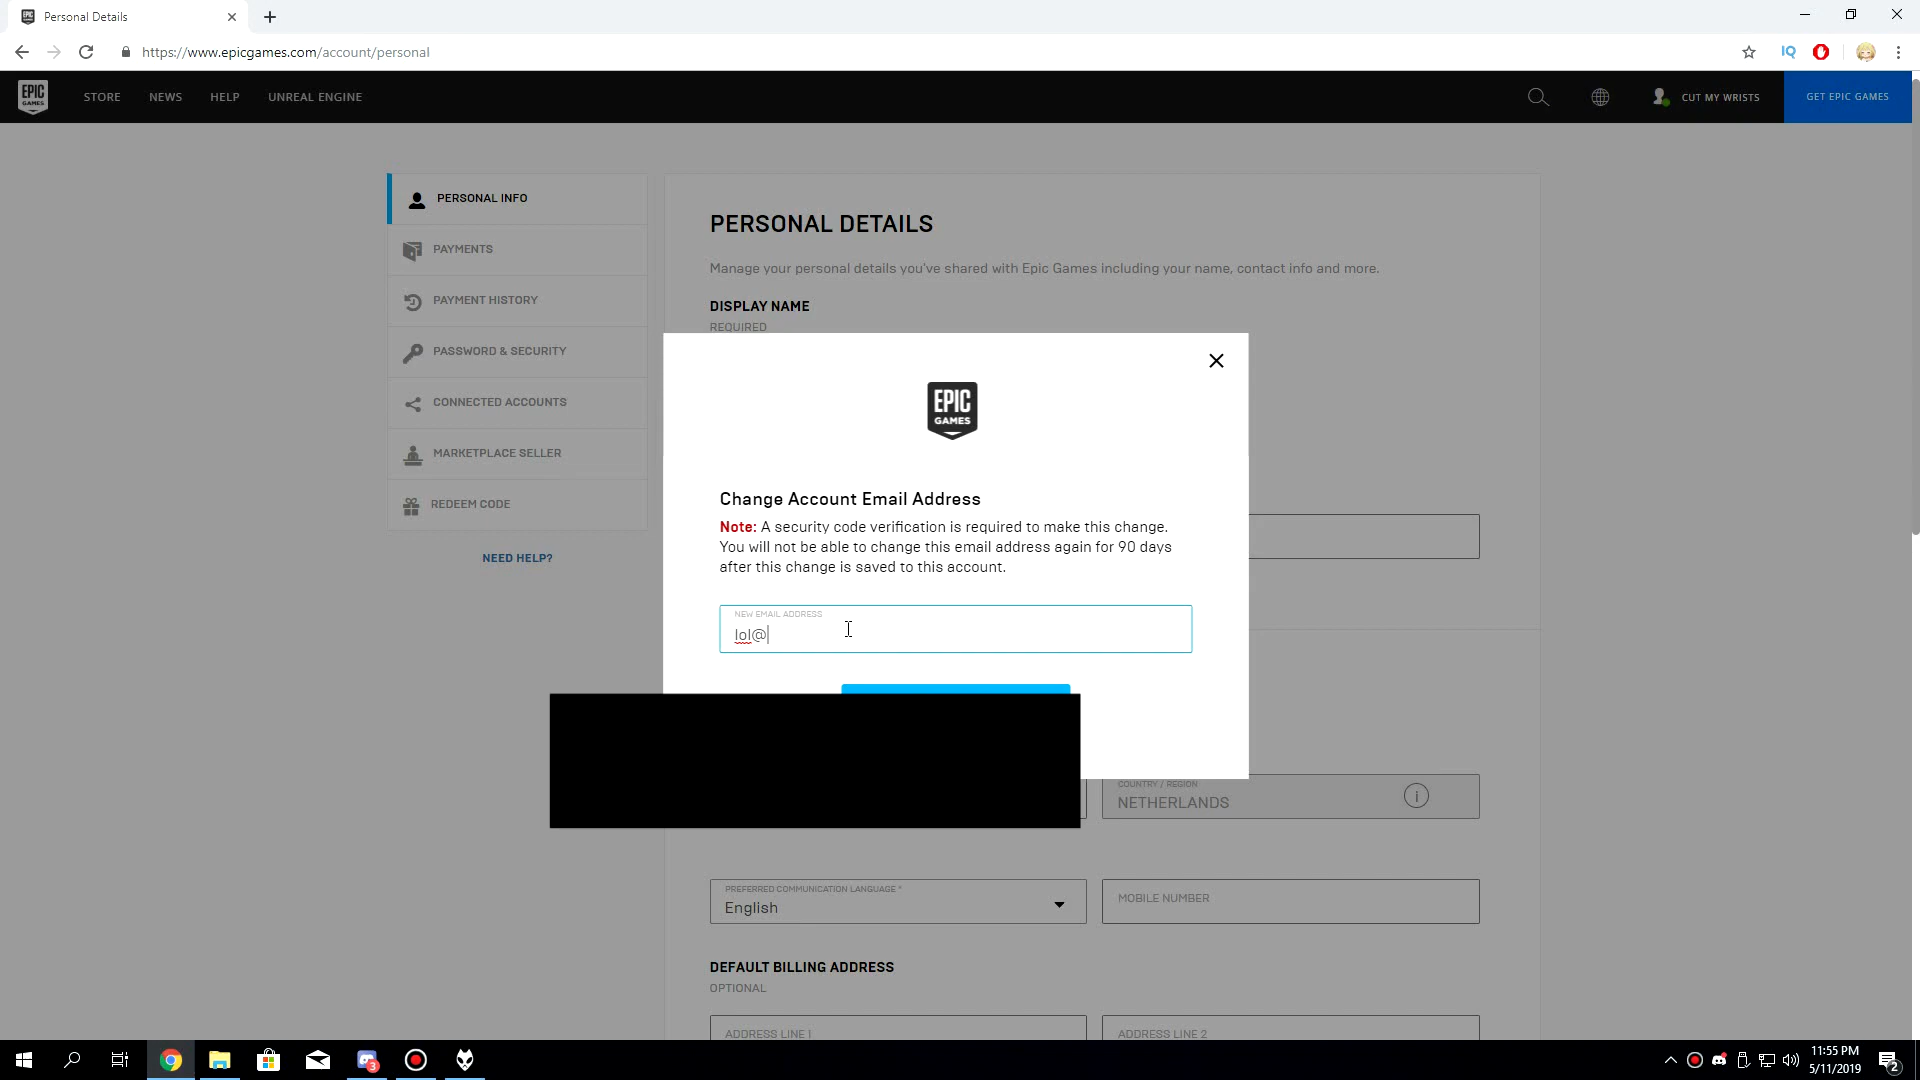 Personal Details
https://www.epicgames.com/account/personal
IQ
EPIC
GAMES
STORE
NEWS
HELP
UNREAL ENGINE
CUT MY WRISTS
GET EPIC GAMES
PERSONAL INFO
PAYMENTS
PAYMENT HISTORY
PASSWORD & SECURITY
CONNECTED ACCOUNTS
MARKETPLACE SELLER
REDEEM CODE
NEED HELP?
PERSONAL DETAILS
Manage your personal details you've shared with Epic Games including your name, contact info and more.
DISPLAY NAME
REQUIRED
EPIC
GAMES
Change Account Email Address
Note: A security code verification is required to make this change.
You will not be able to change this email address again for 90 days
after this change is saved to this account.
NEW EMAIL ADDRESS
lol@
COUNTRY / REGION
NETHERLANDS
PREFERRED COMMUNICATION LANGUAGE *
English
MOBILE NUMBER
DEFAULT BILLING ADDRESS
OPTIONAL
ADDRESS LINE 1
ADDRESS LINE 2
3
11:55 PM
5/11/2019
2